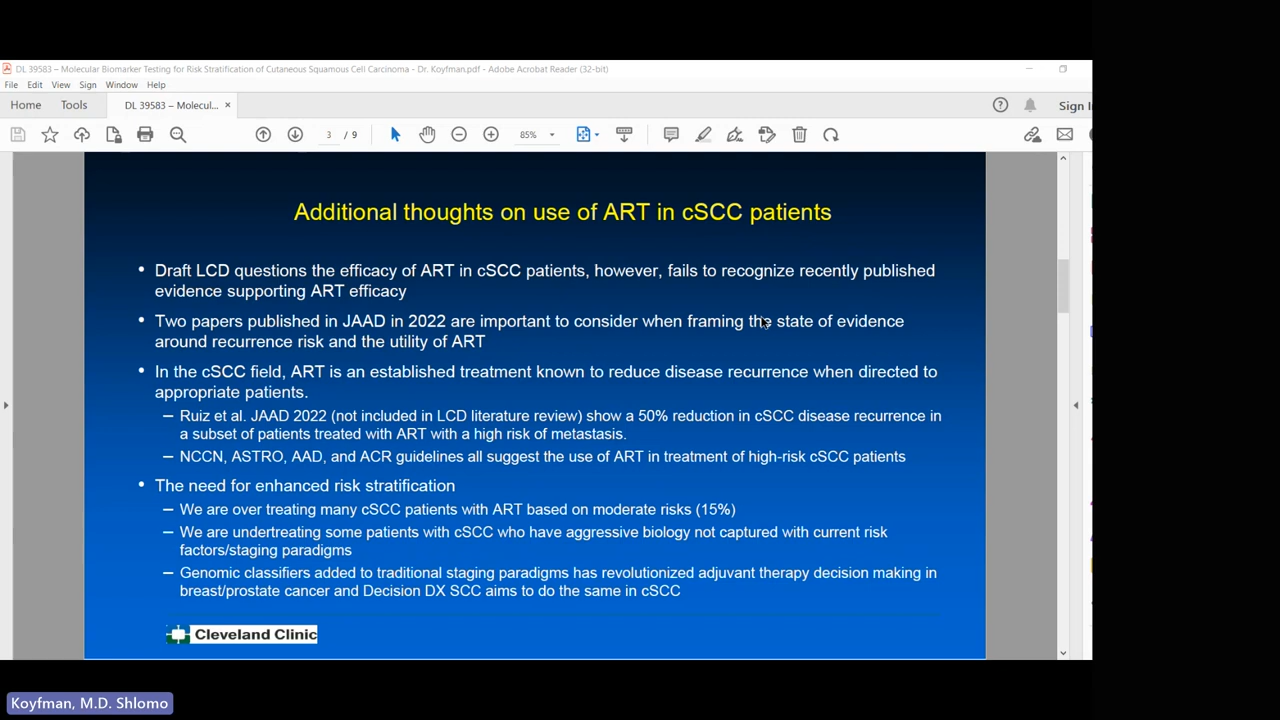 DL 39583 – Molecular Biomarker Testing for Risk Stratification of Cutaneous Squamous Cell Carcinoma - Dr. Koyfman.pdf - Adobe Acrobat Reader (32-bit)
File Edit View Sign Window Help
Home Tools DL 39583 – Molecul... × Sign In
3 / 9 85%
Additional thoughts on use of ART in cSCC patients
• Draft LCD questions the efficacy of ART in cSCC patients, however, fails to recognize recently published
evidence supporting ART efficacy
• Two papers published in JAAD in 2022 are important to consider when framing the state of evidence
around recurrence risk and the utility of ART
• In the cSCC field, ART is an established treatment known to reduce disease recurrence when directed to
appropriate patients.
– Ruiz et al. JAAD 2022 (not included in LCD literature review) show a 50% reduction in cSCC disease recurrence in
a subset of patients treated with ART with a high risk of metastasis.
– NCCN, ASTRO, AAD, and ACR guidelines all suggest the use of ART in treatment of high-risk cSCC patients
• The need for enhanced risk stratification
– We are over treating many cSCC patients with ART based on moderate risks (15%)
– We are undertreating some patients with cSCC who have aggressive biology not captured with current risk
factors/staging paradigms
– Genomic classifiers added to traditional staging paradigms has revolutionized adjuvant therapy decision making in
breast/prostate cancer and Decision DX SCC aims to do the same in cSCC
Cleveland Clinic
Koyfman, M.D. Shlomo